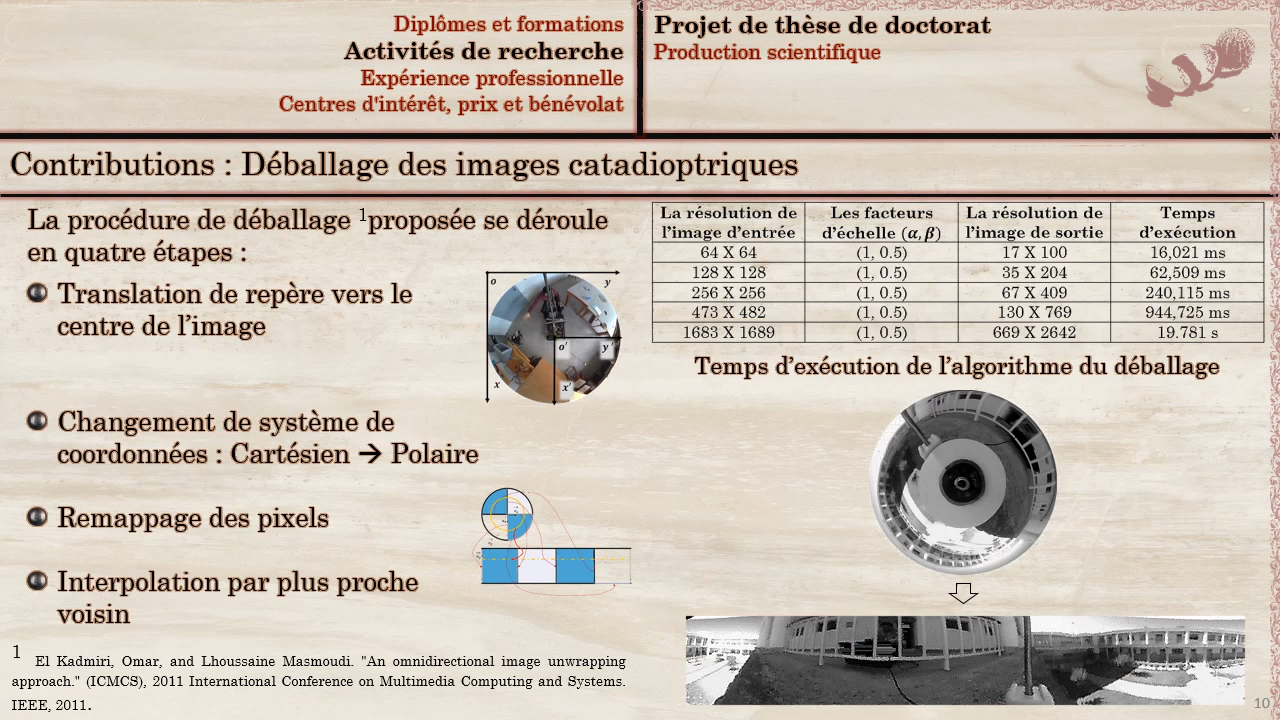 Diplômes et formations
Activités de recherche
Expérience professionnelle
Centres d'intérêt, prix et bénévolat
Projet de thèse de doctorat
Production scientifique
Contributions : Déballage des images catadioptriques
La procédure de déballage ¹proposée se déroule
en quatre étapes :
Translation de repère vers le
centre de l'image
o y
o' y'
x x'
Changement de système de
coordonnées : Cartésien → Polaire
Remappage des pixels
Interpolation par plus proche
voisin
1 El Kadmiri, Omar, and Lhoussaine Masmoudi. "An omnidirectional image unwrapping
approach." (ICMCS), 2011 International Conference on Multimedia Computing and Systems.
IEEE, 2011.
La résolution de l'image d'entrée | Les facteurs d'échelle (α, β) | La résolution de l'image de sortie | Temps d'exécution
64 X 64 (1, 0.5) 17 X 100 16,021 ms
128 X 128 (1, 0.5) 35 X 204 62,509 ms
256 X 256 (1, 0.5) 67 X 409 240,115 ms
473 X 482 (1, 0.5) 130 X 769 944,725 ms
1683 X 1689 (1, 0.5) 669 X 2642 19.781 s
Temps d'exécution de l'algorithme du déballage
10